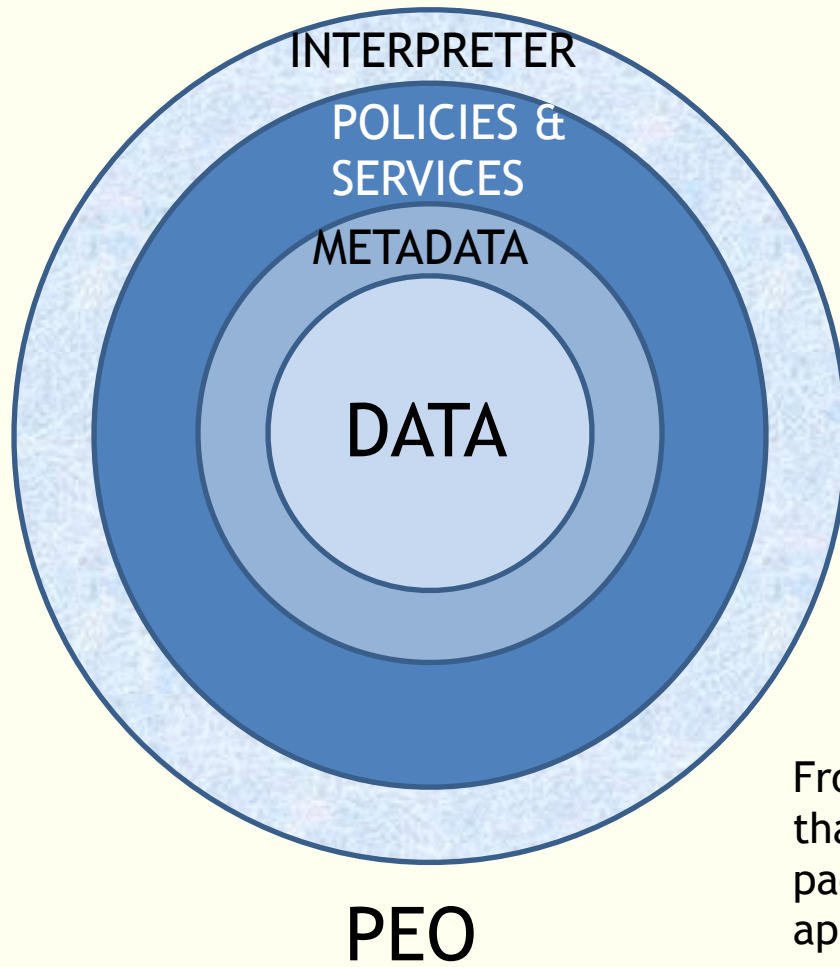 INTERPRETER
POLICIES &
SERVICES
METADATA
DATA
PEO